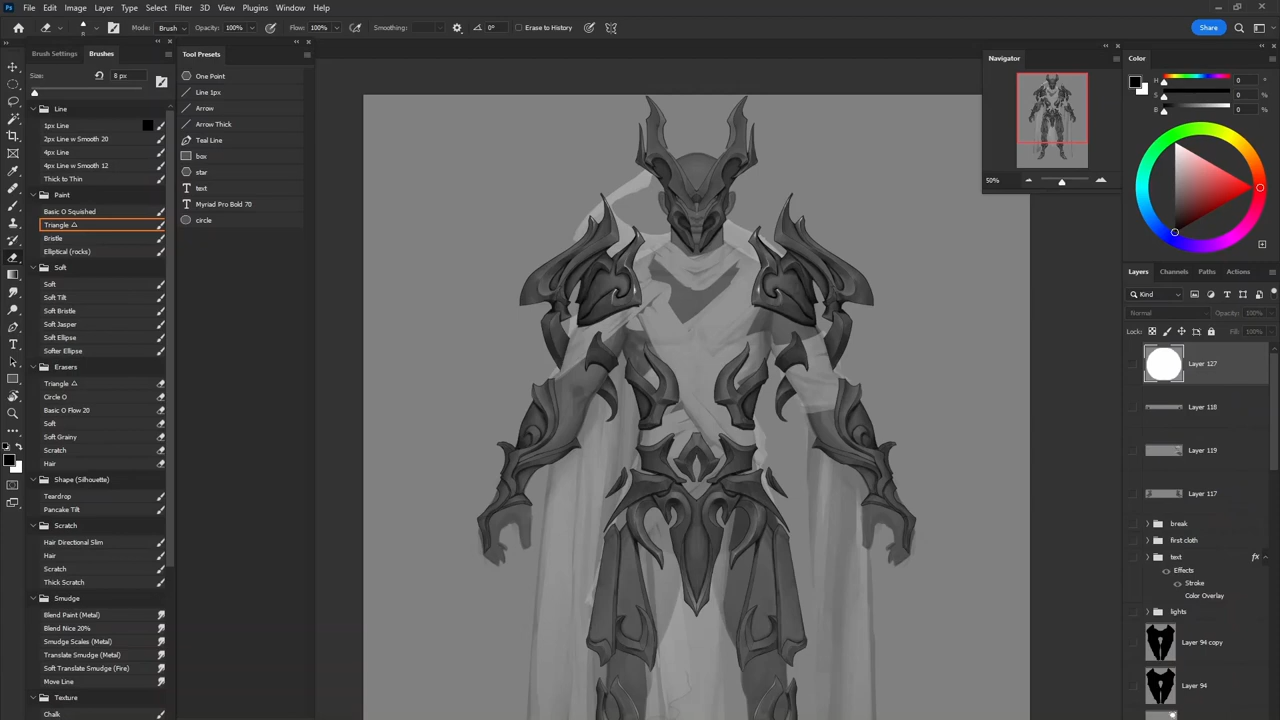 Ps File Edit Image Layer Type Select Filter 3D View Plugins Window Help
8 Mode: Brush Opacity: 100% Flow: 100% Smoothing: 0° Erase to History Share
Brush Settings Brushes
Size: 8 px
Line
1px Line
2px Line w Smooth 20
4px Line
4px Line w Smooth 12
Thick to Thin
Paint
Basic O Squished
Triangle △
Bristle
Elliptical (rocks)
Soft
Soft
Soft Tilt
Soft Bristle
Soft Jasper
Soft Ellipse
Softer Ellipse
Erasers
Triangle △
Circle O
Basic O Flow 20
Soft
Soft Grainy
Scratch
Hair
Shape (Silhouette)
Teardrop
Pancake Tilt
Scratch
Hair Directional Slim
Hair
Scratch
Thick Scratch
Smudge
Blend Paint (Metal)
Blend Nice 20%
Smudge Scales (Metal)
Translate Smudge (Metal)
Soft Translate Smudge (Fire)
Move Line
Texture
Chalk
Tool Presets
One Point
Line 1px
Arrow
Arrow Thick
Teal Line
box
star
T text
T Myriad Pro Bold 70
circle
Navigator
50%
Color
H 0 °
S 0 %
B 0 %
Layers Channels Paths Actions
Kind
Normal Opacity: 100%
Lock: Fill: 100%
Layer 127
Layer 118
Layer 119
Layer 117
break
first cloth
text fx
Effects
Stroke
Color Overlay
lights
Layer 94 copy
Layer 94